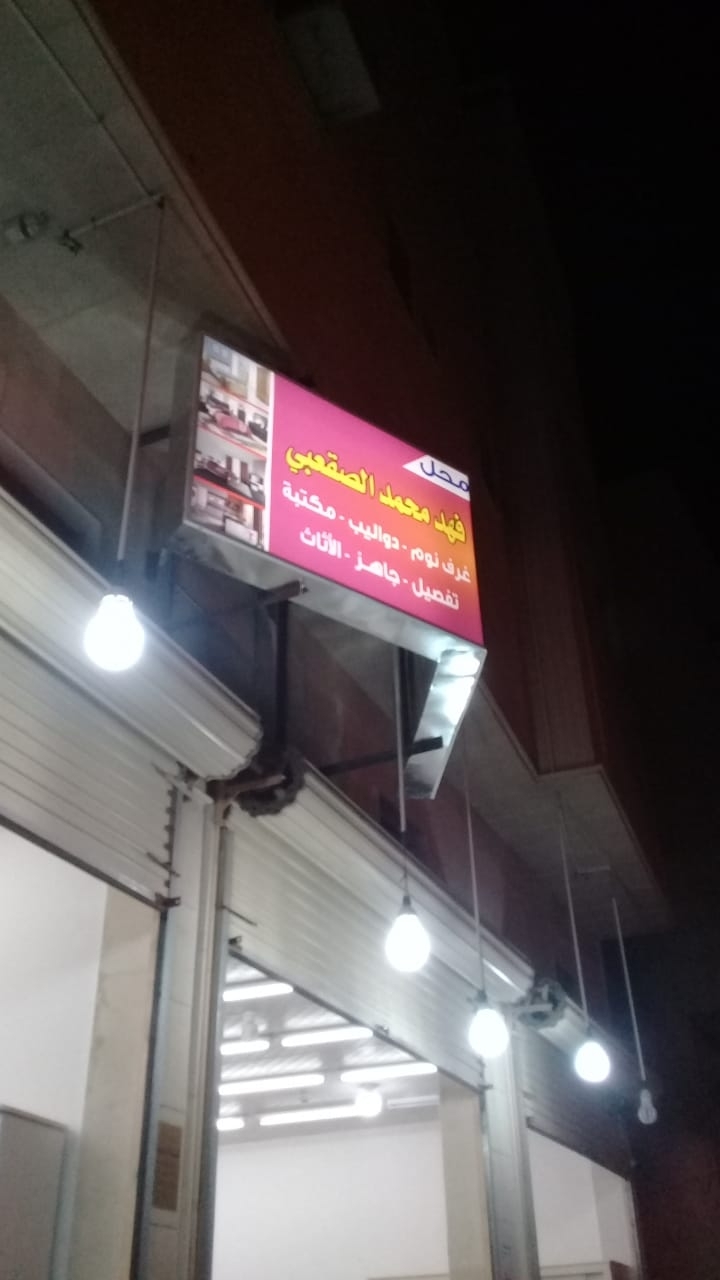 محل
فهد محمد الصقعبي
غرف نوم - دواليب - مكتبة
تفصيل - جاهز - الأثاث